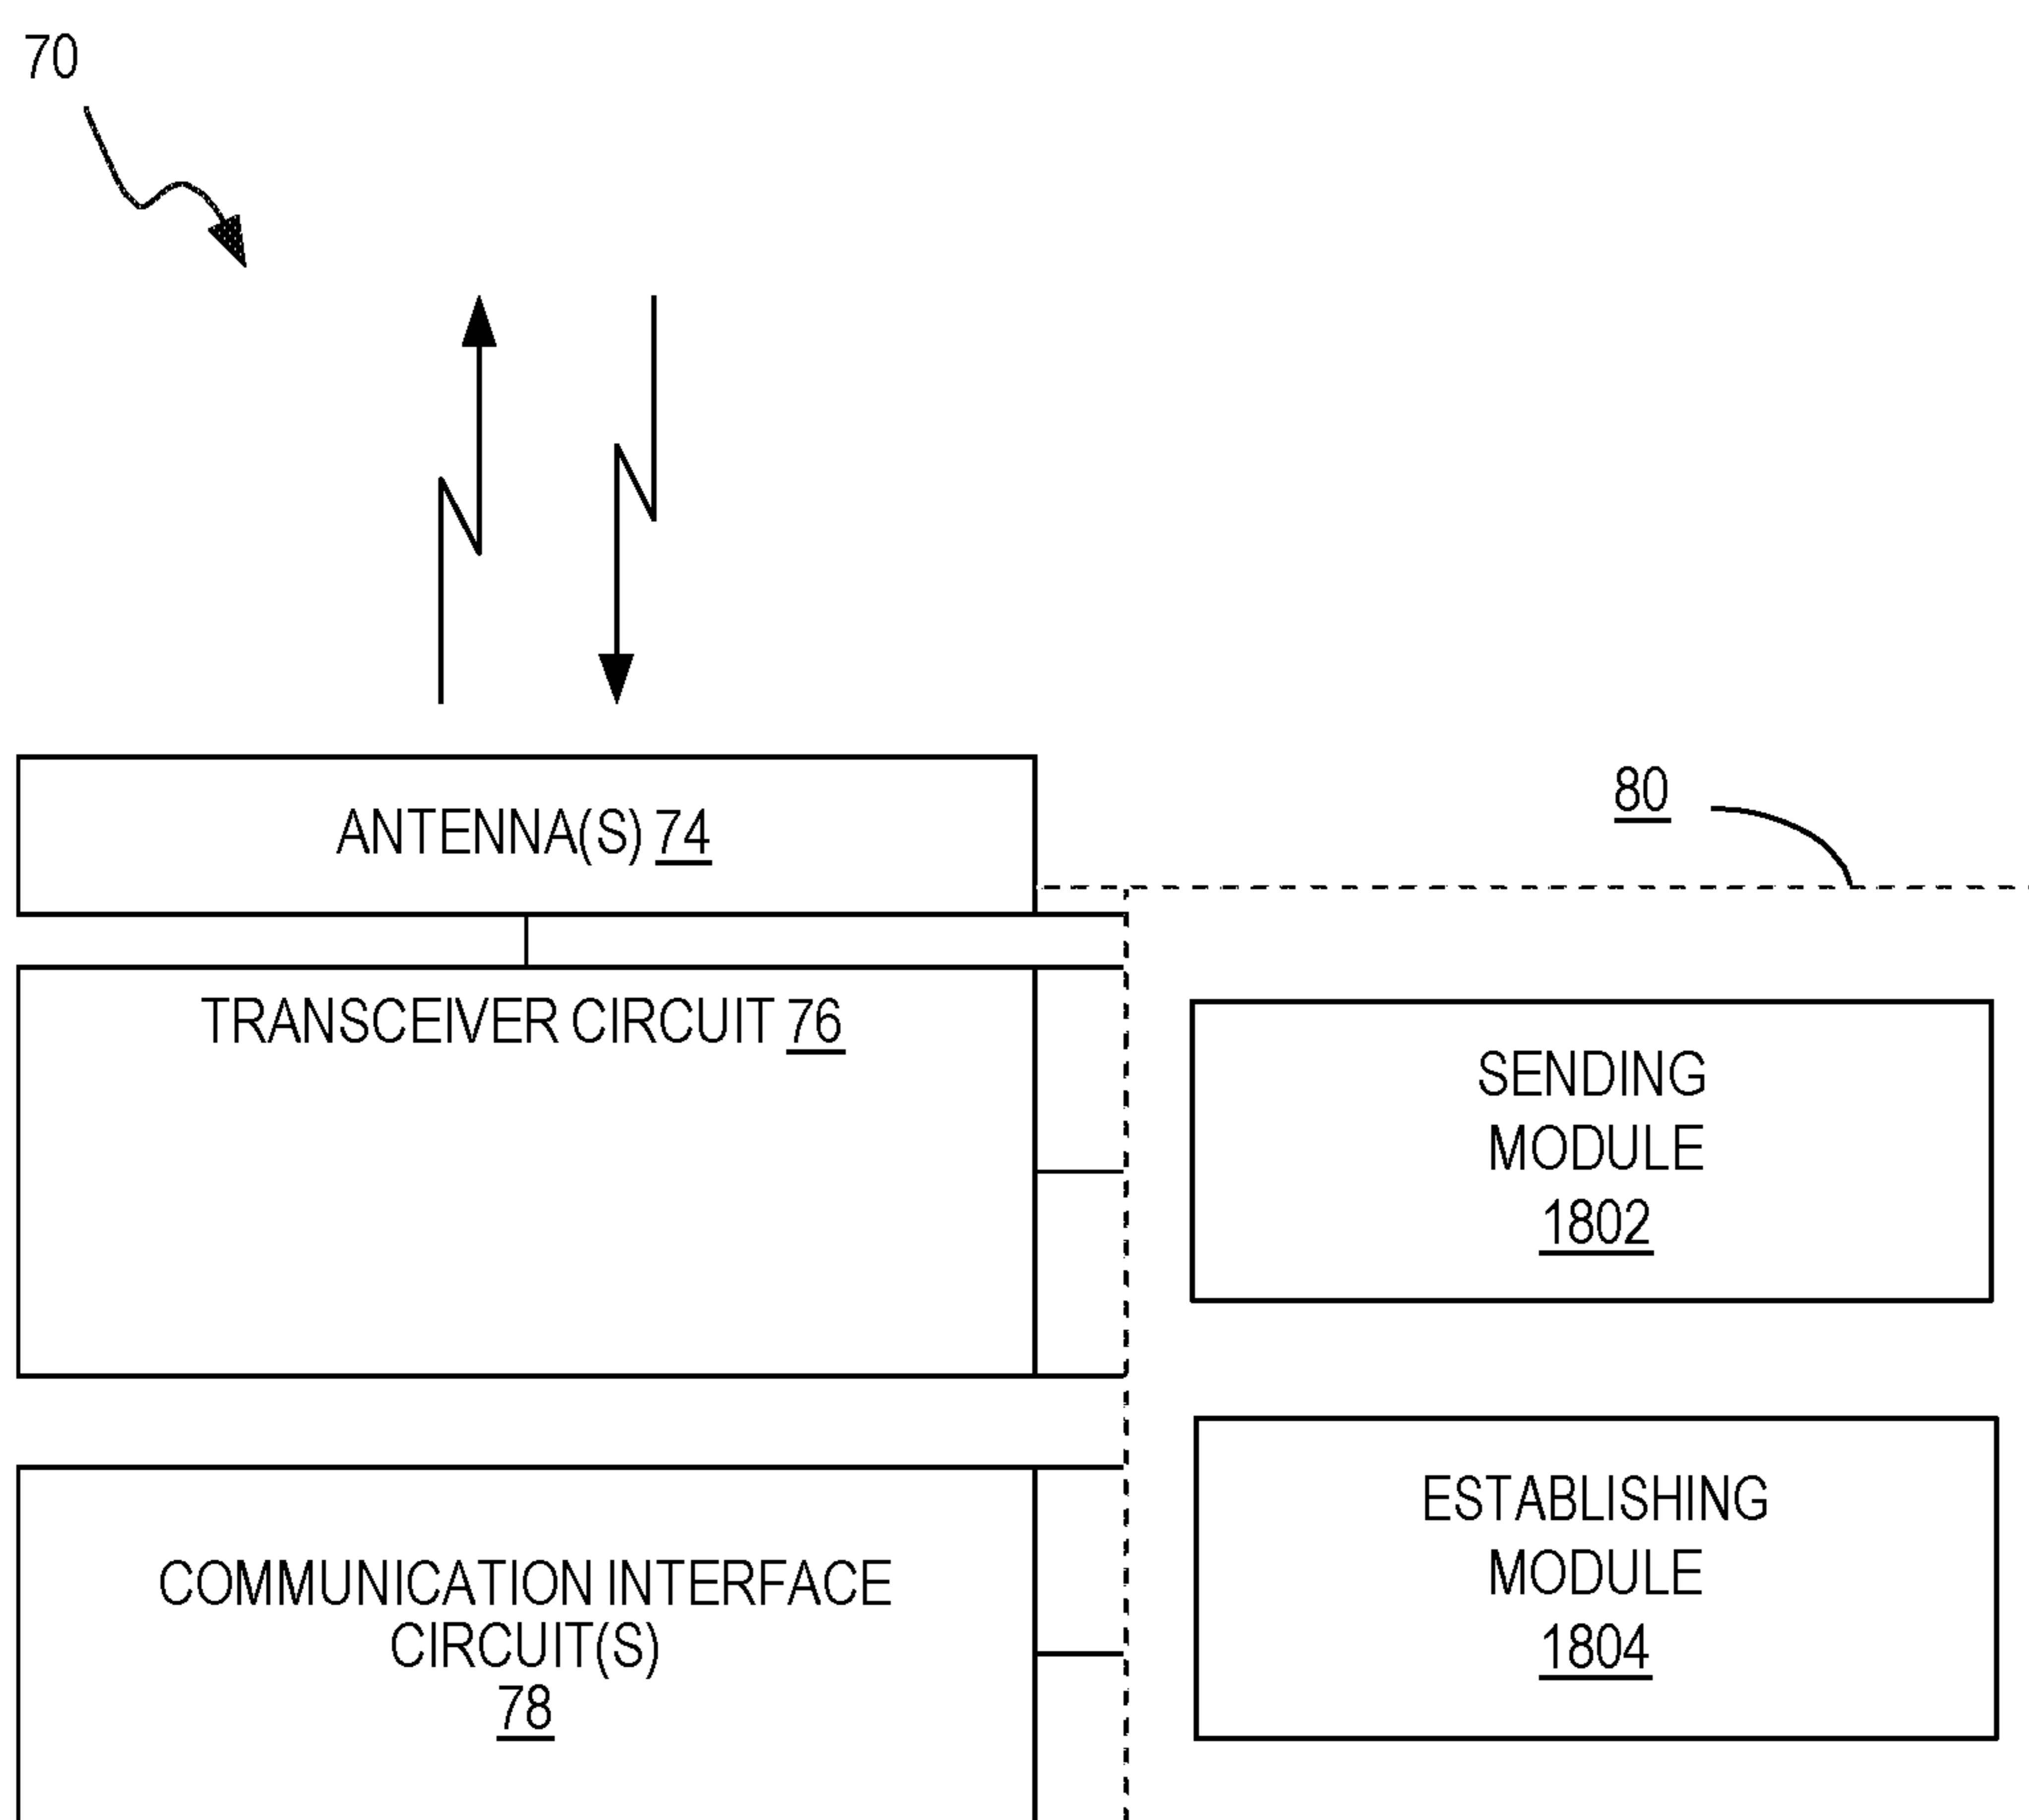 70
ANTENNA(S) 74
80
TRANSCEIVER CIRCUIT 76
SENDING
MODULE
1802
COMMUNICATION INTERFACE
CIRCUIT(S)
78
ESTABLISHING
MODULE
1804